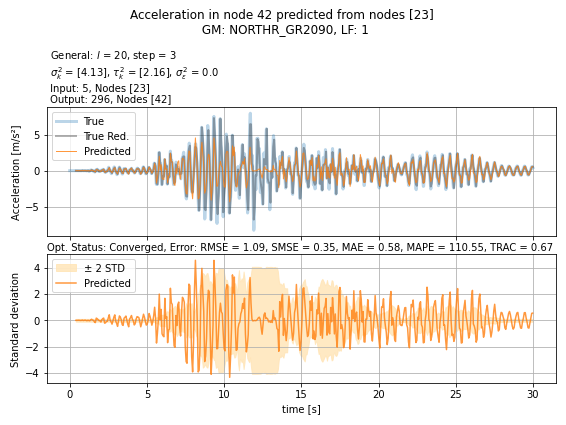 Acceleration in node 42 predicted from nodes [23]
GM: NORTHR_GR2090, LF: 1
General: l = 20, step = 3
σ²ₖ = [4.13], τ²ₖ = [2.16], σ²_ε = 0.0
Input: 5, Nodes [23]
Output: 296, Nodes [42]
True
True Red.
Predicted
Acceleration [m/s²]
5
0
−5
Opt. Status: Converged, Error: RMSE = 1.09, SMSE = 0.35, MAE = 0.58, MAPE = 110.55, TRAC = 0.67
± 2 STD
Predicted
Standard deviation
4
2
0
−2
−4
0 5 10 15 20 25 30
time [s]